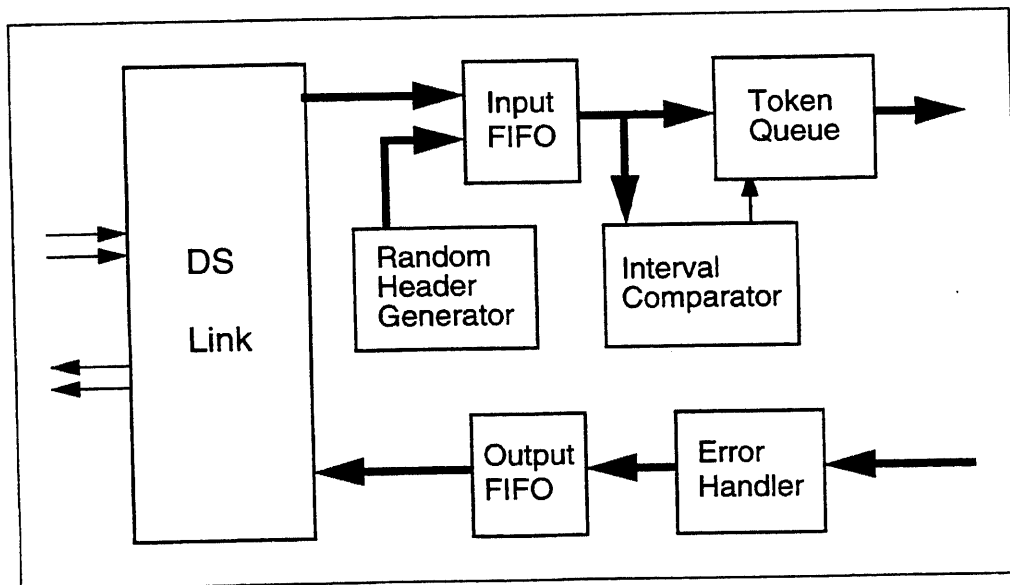 Input
FIFO
Token
Queue
DS
Link
Random
Header
Generator
Interval
Comparator
Output
FIFO
Error
Handler